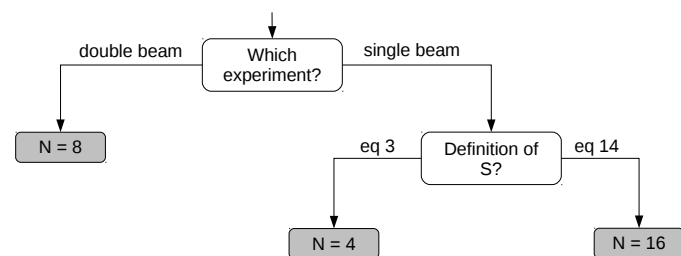 double beam
Which
experiment?
single beam
N = 8
eq 3
Definition of
S?
eq 14
N = 4
N = 16